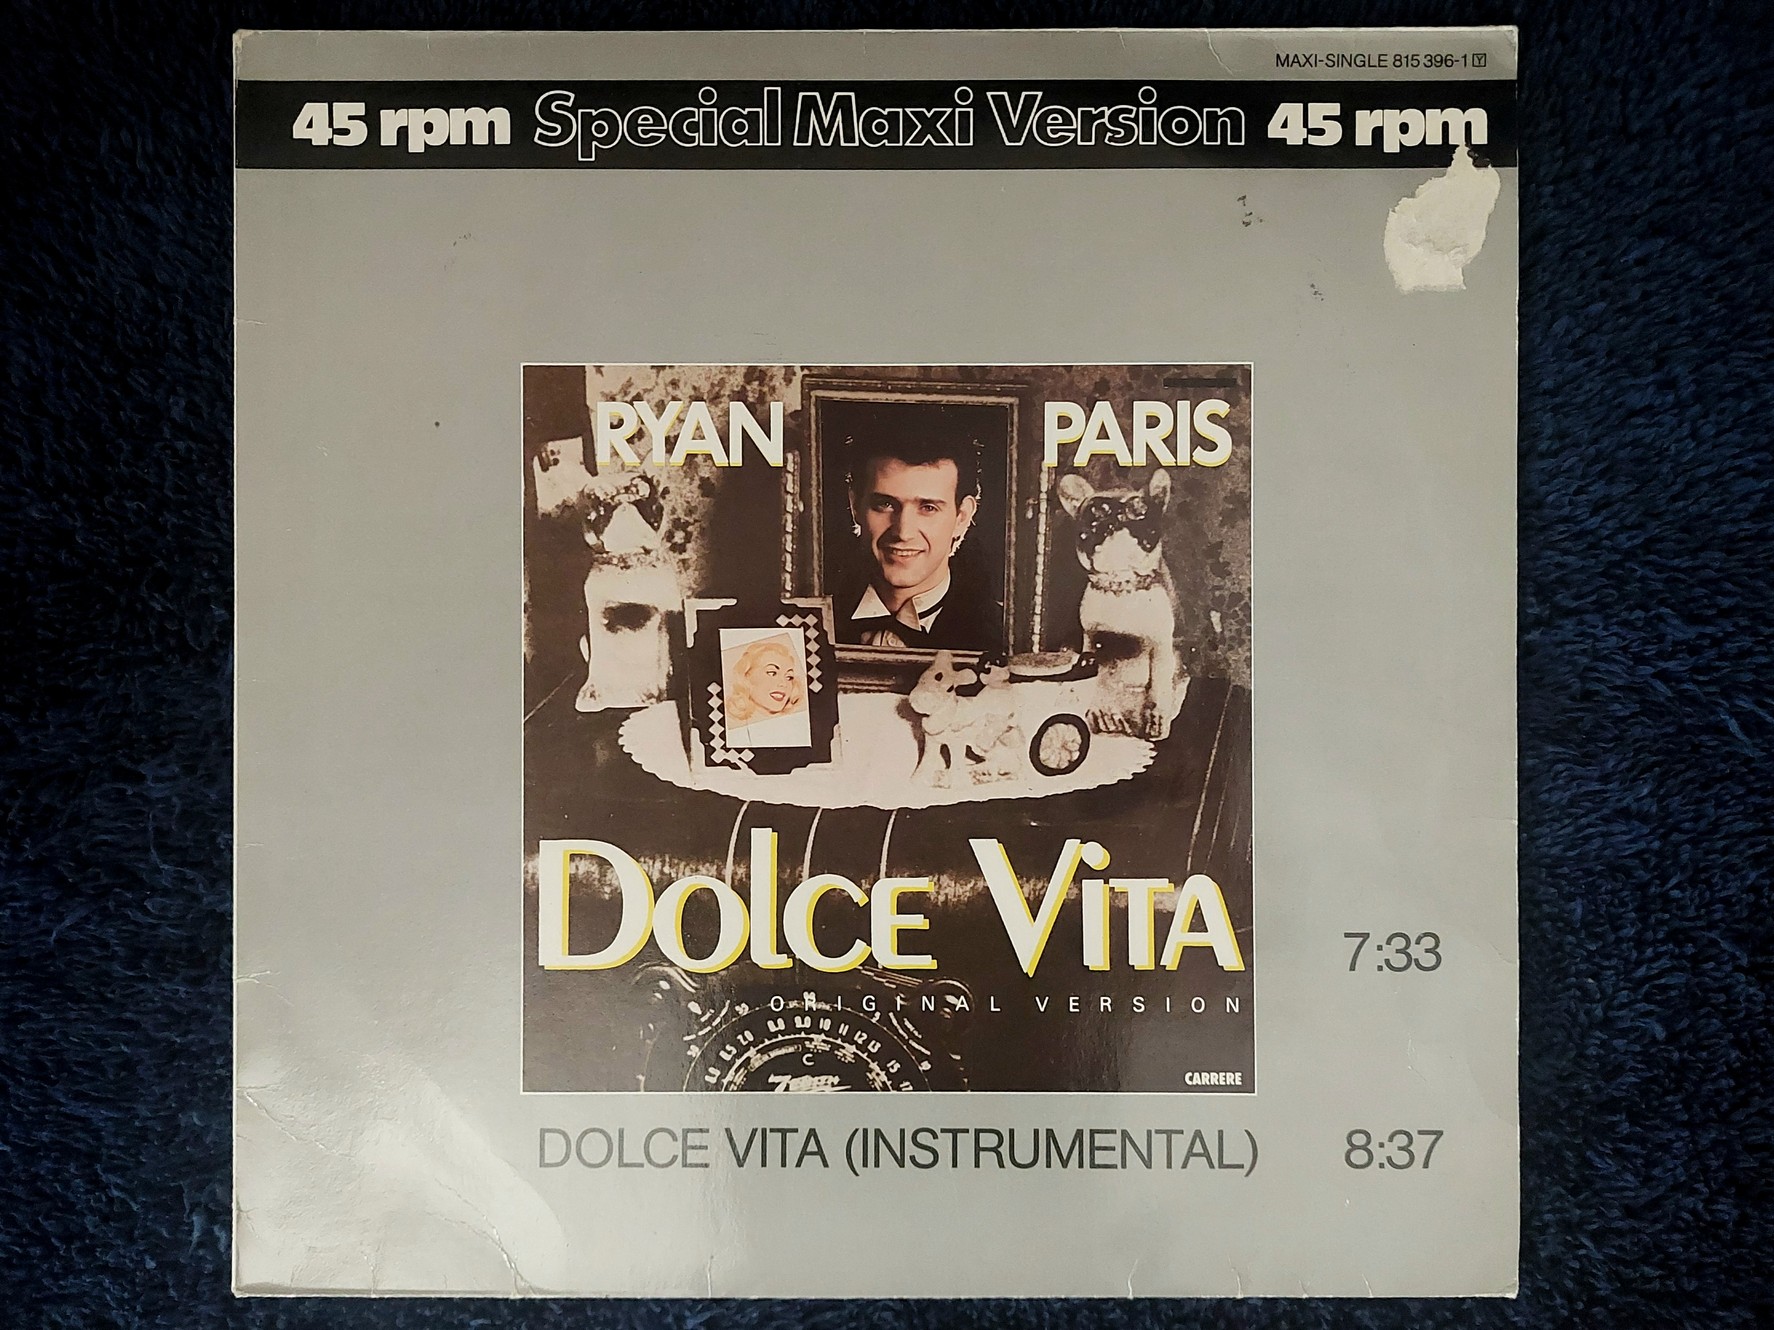 MAXI-SINGLE 815 396-1 Y
45 rpm Special Maxi Version 45 rpm
RYAN PARIS
DOLCE VITA
7:33
ORIGINAL VERSION
CARRERE
DOLCE VITA (INSTRUMENTAL) 8:37